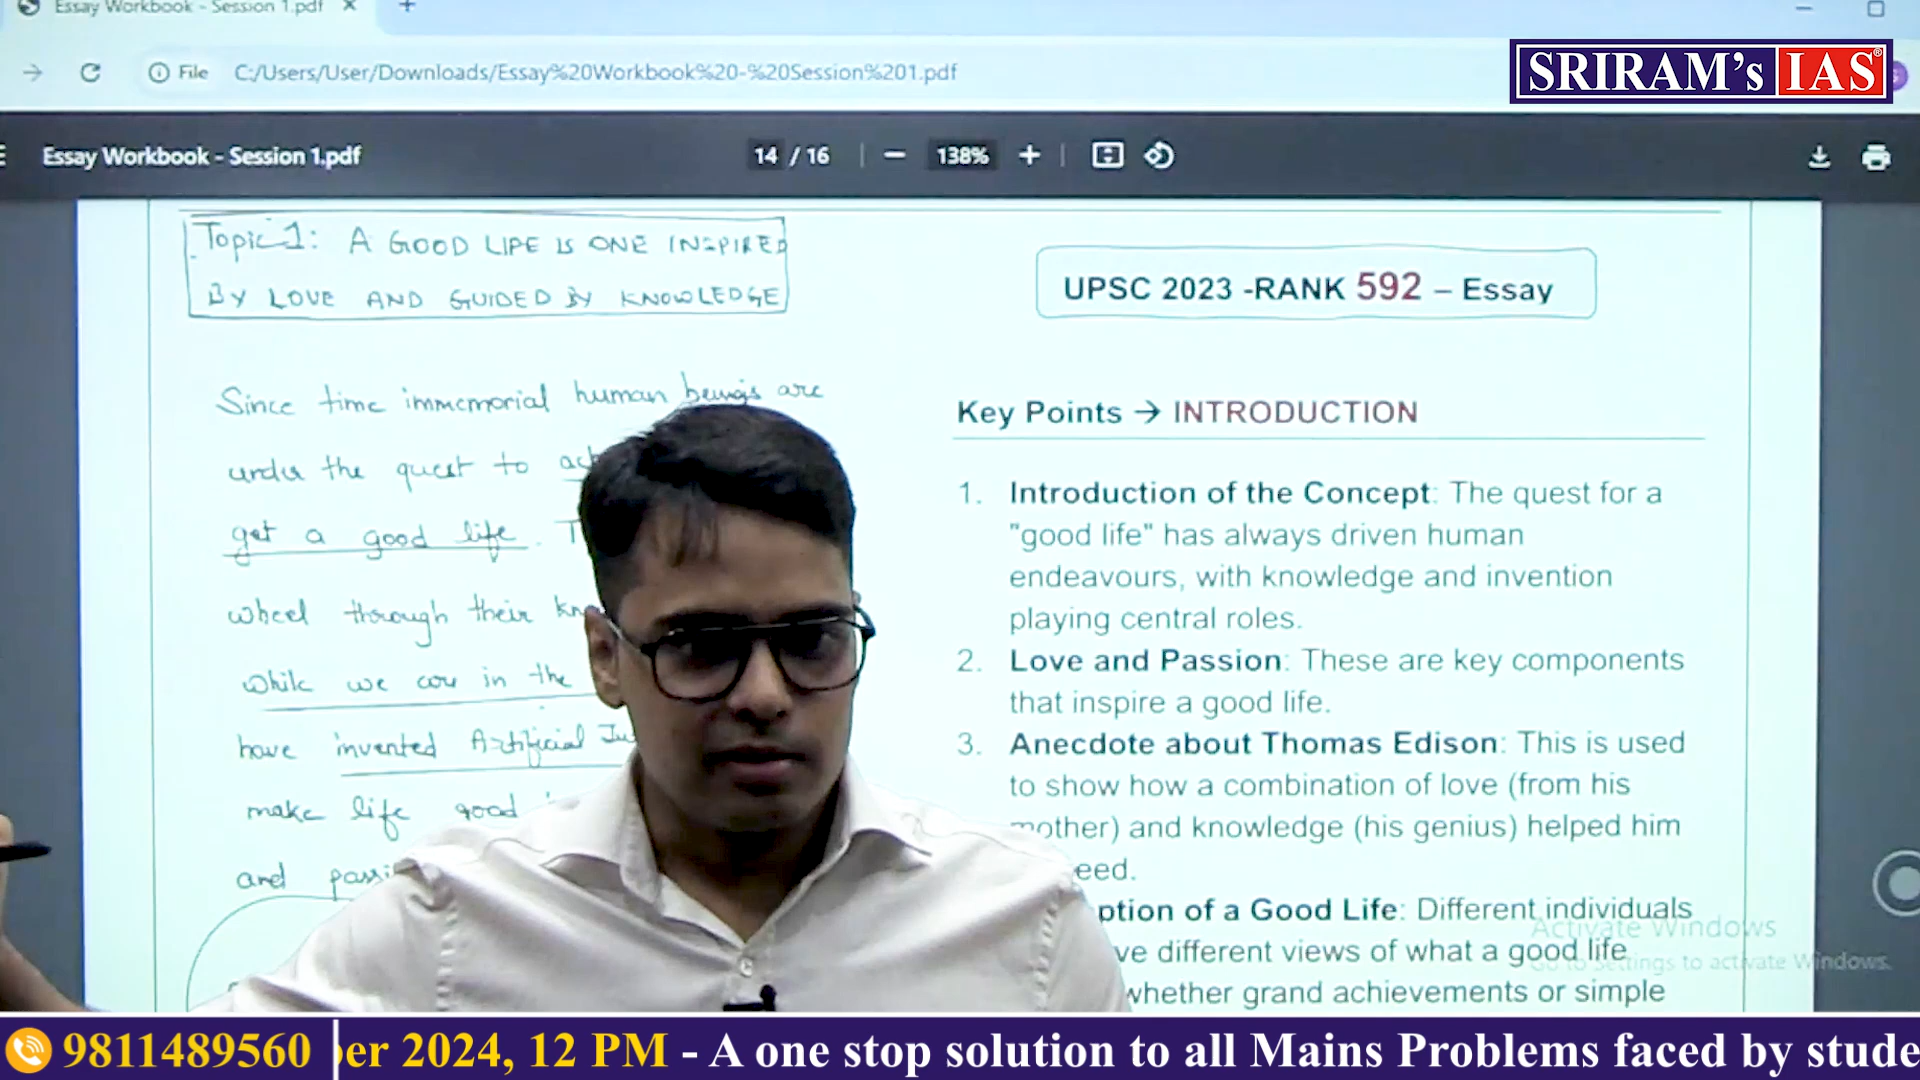 Essay Workbook - Session 1.pdf
File C:/Users/User/Downloads/Essay%20Workbook%20-%20Session%201.pdf
SRIRAM's IAS®
Essay Workbook - Session 1.pdf
14 / 16
138%
Topic 1: A GOOD LIFE IS ONE INSPIRED
BY LOVE AND GUIDED BY KNOWLEDGE
Since time immemorial human beings are
under the quest to
get a good life.
wheel through their
while we are in the
have invented Artificial
make life good
and
UPSC 2023 -RANK 592 – Essay
Key Points → INTRODUCTION
1. Introduction of the Concept: The quest for a
"good life" has always driven human
endeavours, with knowledge and invention
playing central roles.
2. Love and Passion: These are key components
that inspire a good life.
3. Anecdote about Thomas Edison: This is used
to show how a combination of love (from his
mother) and knowledge (his genius) helped him
eed.
ption of a Good Life: Different individuals
ve different views of what a good life
whether grand achievements or simple
Activate Windows
Go to Settings to activate Windows.
9811489560
er 2024, 12 PM - A one stop solution to all Mains Problems faced by stude